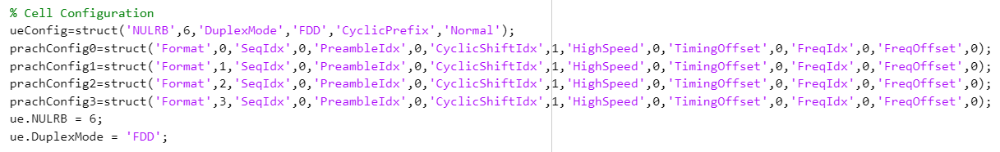 % Cell Configuration
ueConfig=struct('NULRB',6,'DuplexMode','FDD','CyclicPrefix','Normal');
prachConfig0=struct('Format',0,'SeqIdx',0,'PreambleIdx',0,'CyclicShiftIdx',1,'HighSpeed',0,'TimingOffset',0,'FreqIdx',0,'FreqOffset',0);
prachConfig1=struct('Format',1,'SeqIdx',0,'PreambleIdx',0,'CyclicShiftIdx',1,'HighSpeed',0,'TimingOffset',0,'FreqIdx',0,'FreqOffset',0);
prachConfig2=struct('Format',2,'SeqIdx',0,'PreambleIdx',0,'CyclicShiftIdx',1,'HighSpeed',0,'TimingOffset',0,'FreqIdx',0,'FreqOffset',0);
prachConfig3=struct('Format',3,'SeqIdx',0,'PreambleIdx',0,'CyclicShiftIdx',1,'HighSpeed',0,'TimingOffset',0,'FreqIdx',0,'FreqOffset',0);
ue.NULRB = 6;
ue.DuplexMode = 'FDD';